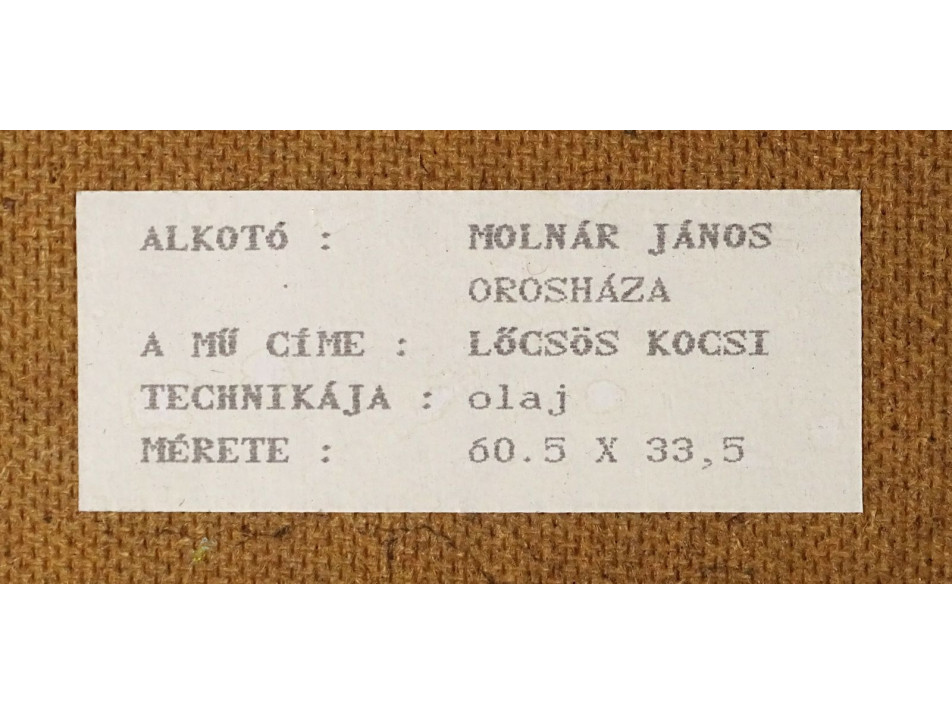 ALKOTÓ : MOLNÁR JÁNOS
OROSHÁZA
A MŰ CÍME : LŐCSÖS KOCSI
TECHNIKÁJA : olaj
MÉRETE : 60.5 X 33,5